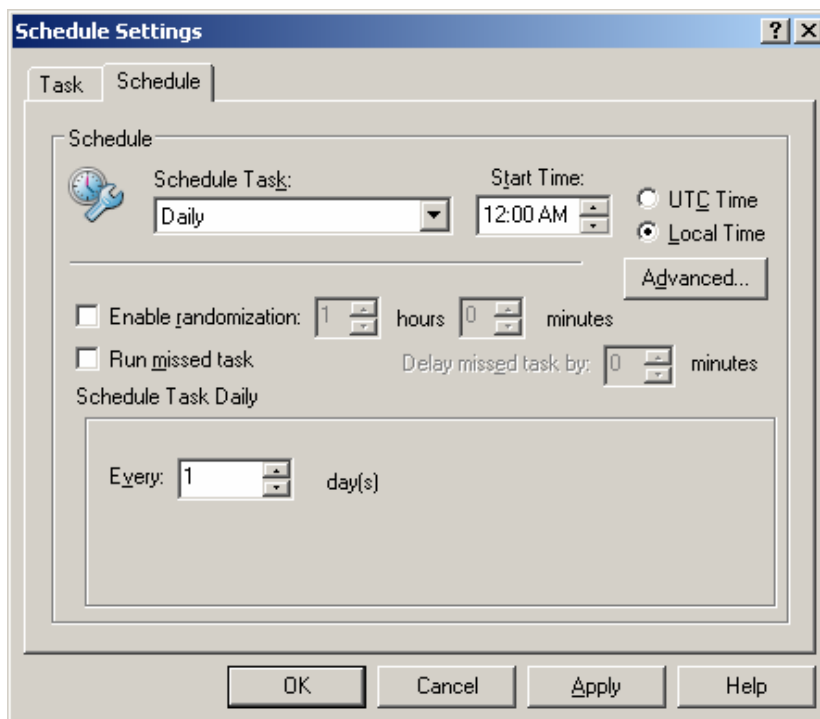 Schedule Settings
Task Schedule
Schedule
Schedule Task: Start Time:
Daily 12:00 AM UTC Time
Local Time
Advanced...
Enable randomization: 1 hours 0 minutes
Run missed task Delay missed task by: 0 minutes
Schedule Task Daily
Every: 1 day(s)
OK Cancel Apply Help